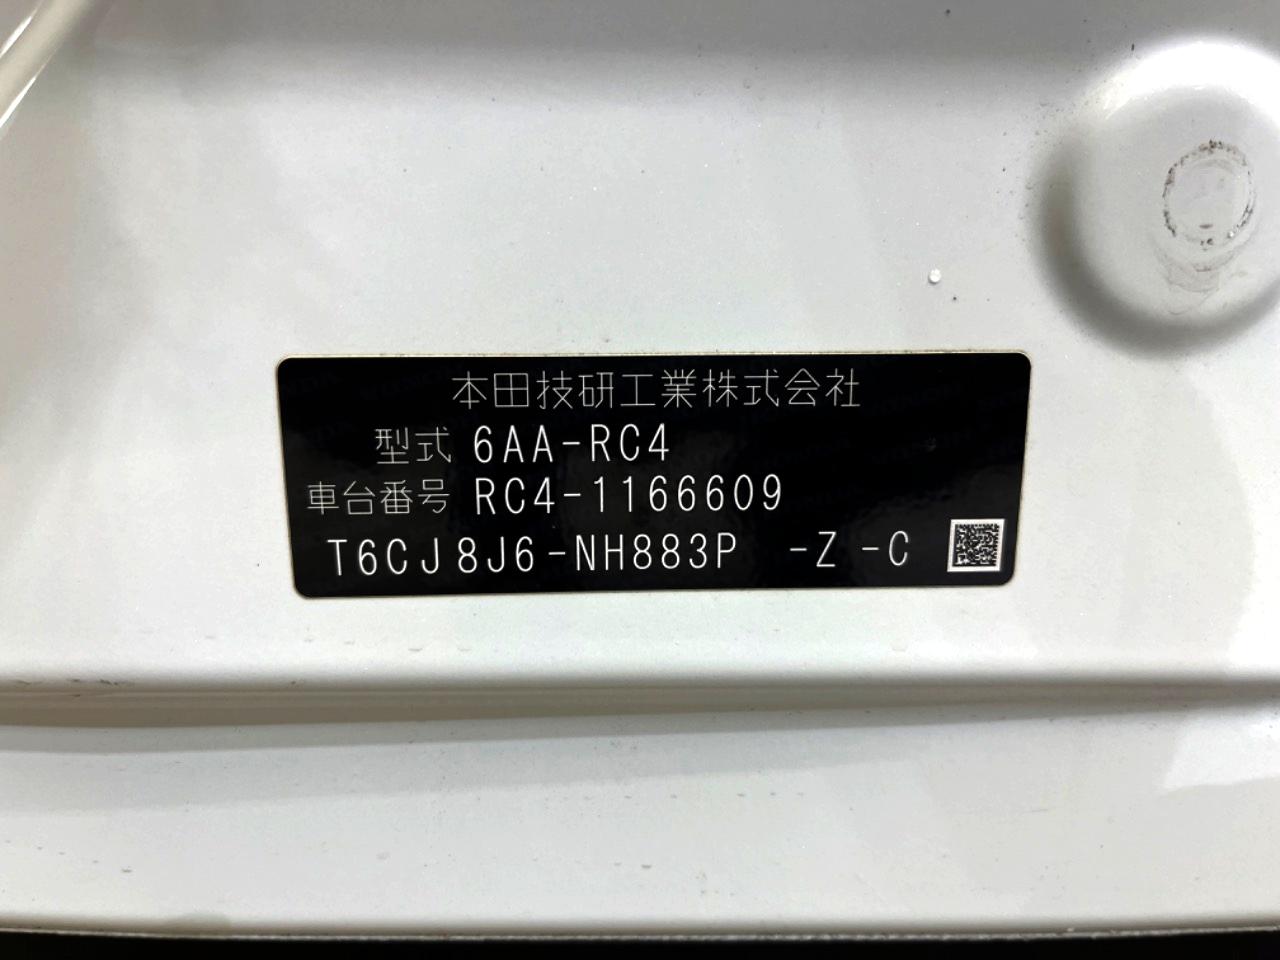 本田技研工業株式会社
型式 6AA-RC4
車台番号 RC4-1166609
T6CJ8J6-NH883P -Z -C